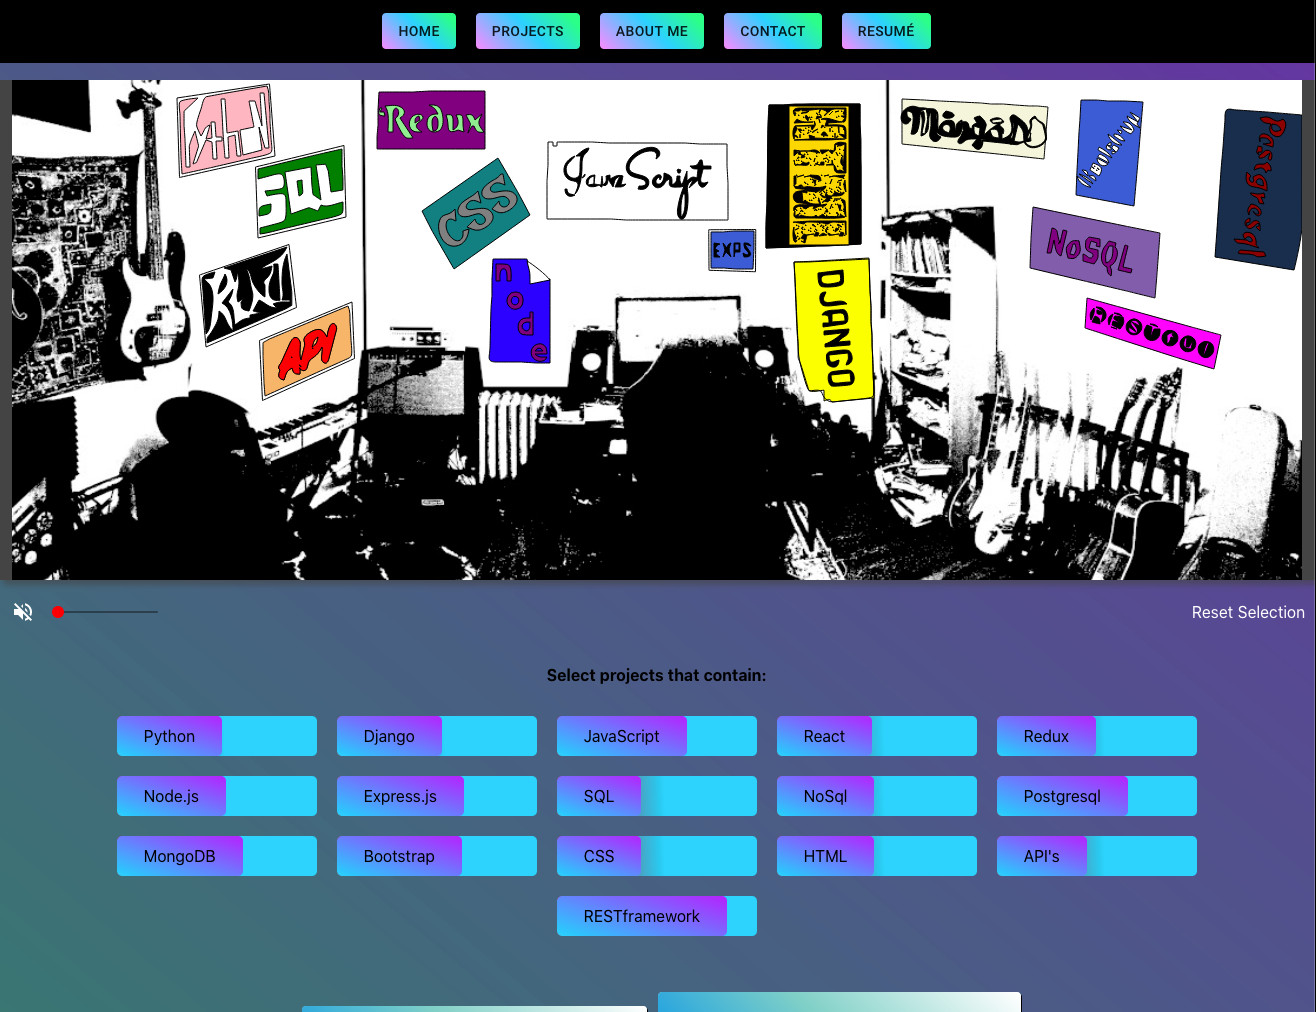 HOME PROJECTS ABOUT ME CONTACT RESUMÉ
Python
SQL
API
Redux
CSS
node
JavaScript
HTML
EXPS
DJANGO
MongoDB
Bootstrap
NoSQL
RESTful
Postgresql
Reset Selection
Select projects that contain:
Python Django JavaScript React Redux
Node.js Express.js SQL NoSql Postgresql
MongoDB Bootstrap CSS HTML API's
RESTframework